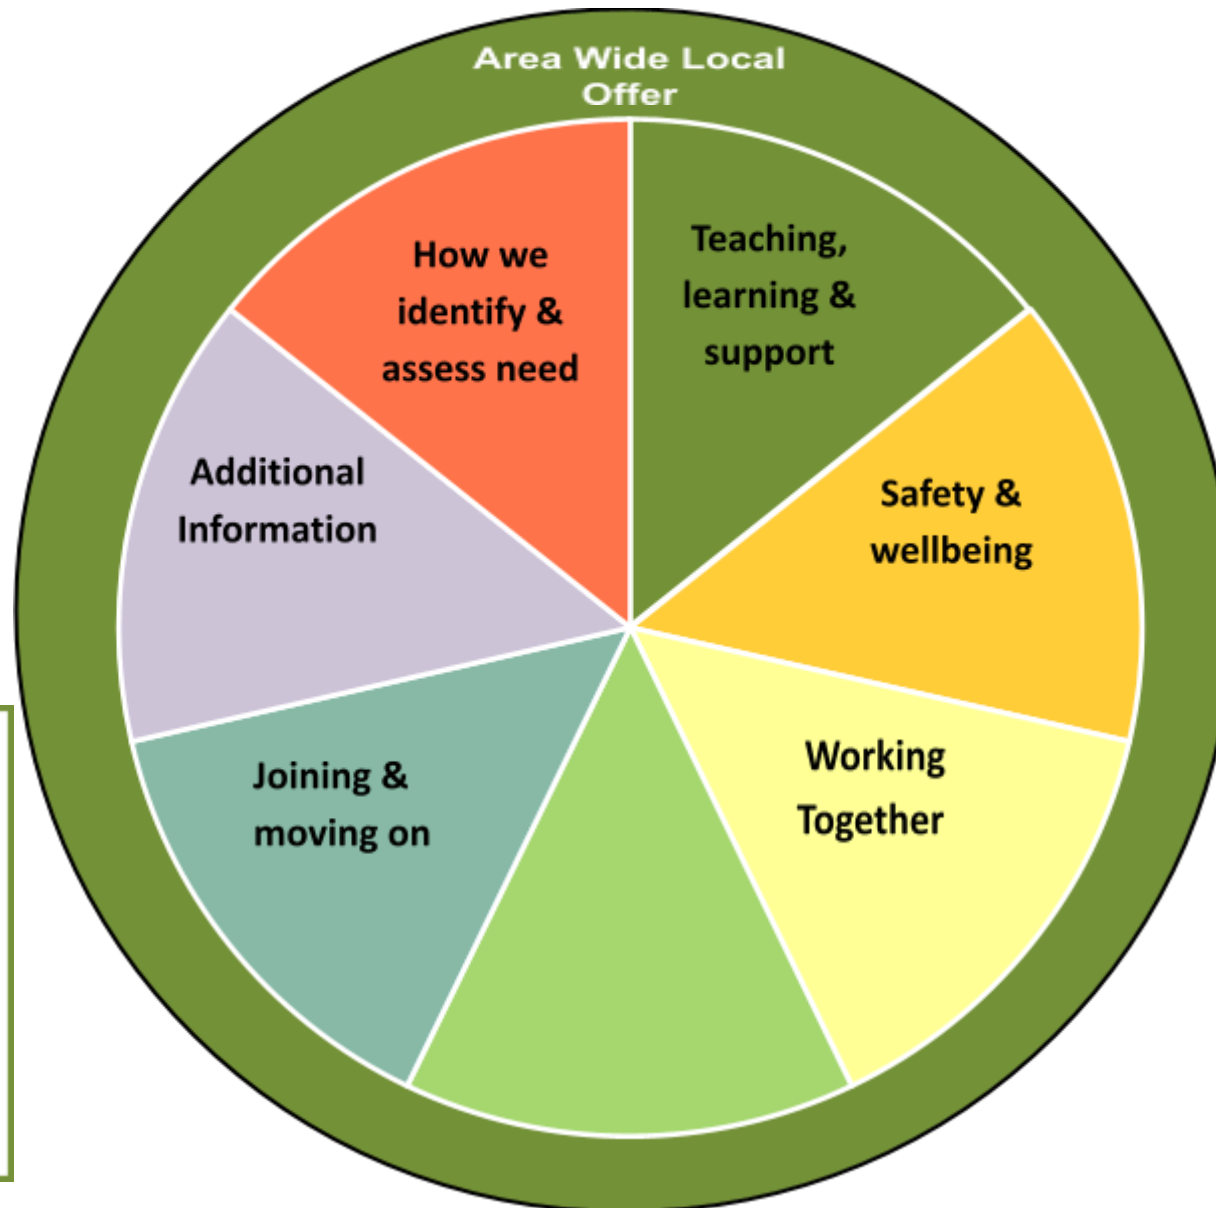 Area Wide Local
Offer
How we
identify &
assess need
Teaching,
learning &
support
Additional
Information
Safety &
wellbeing
Joining &
moving on
Working
Together